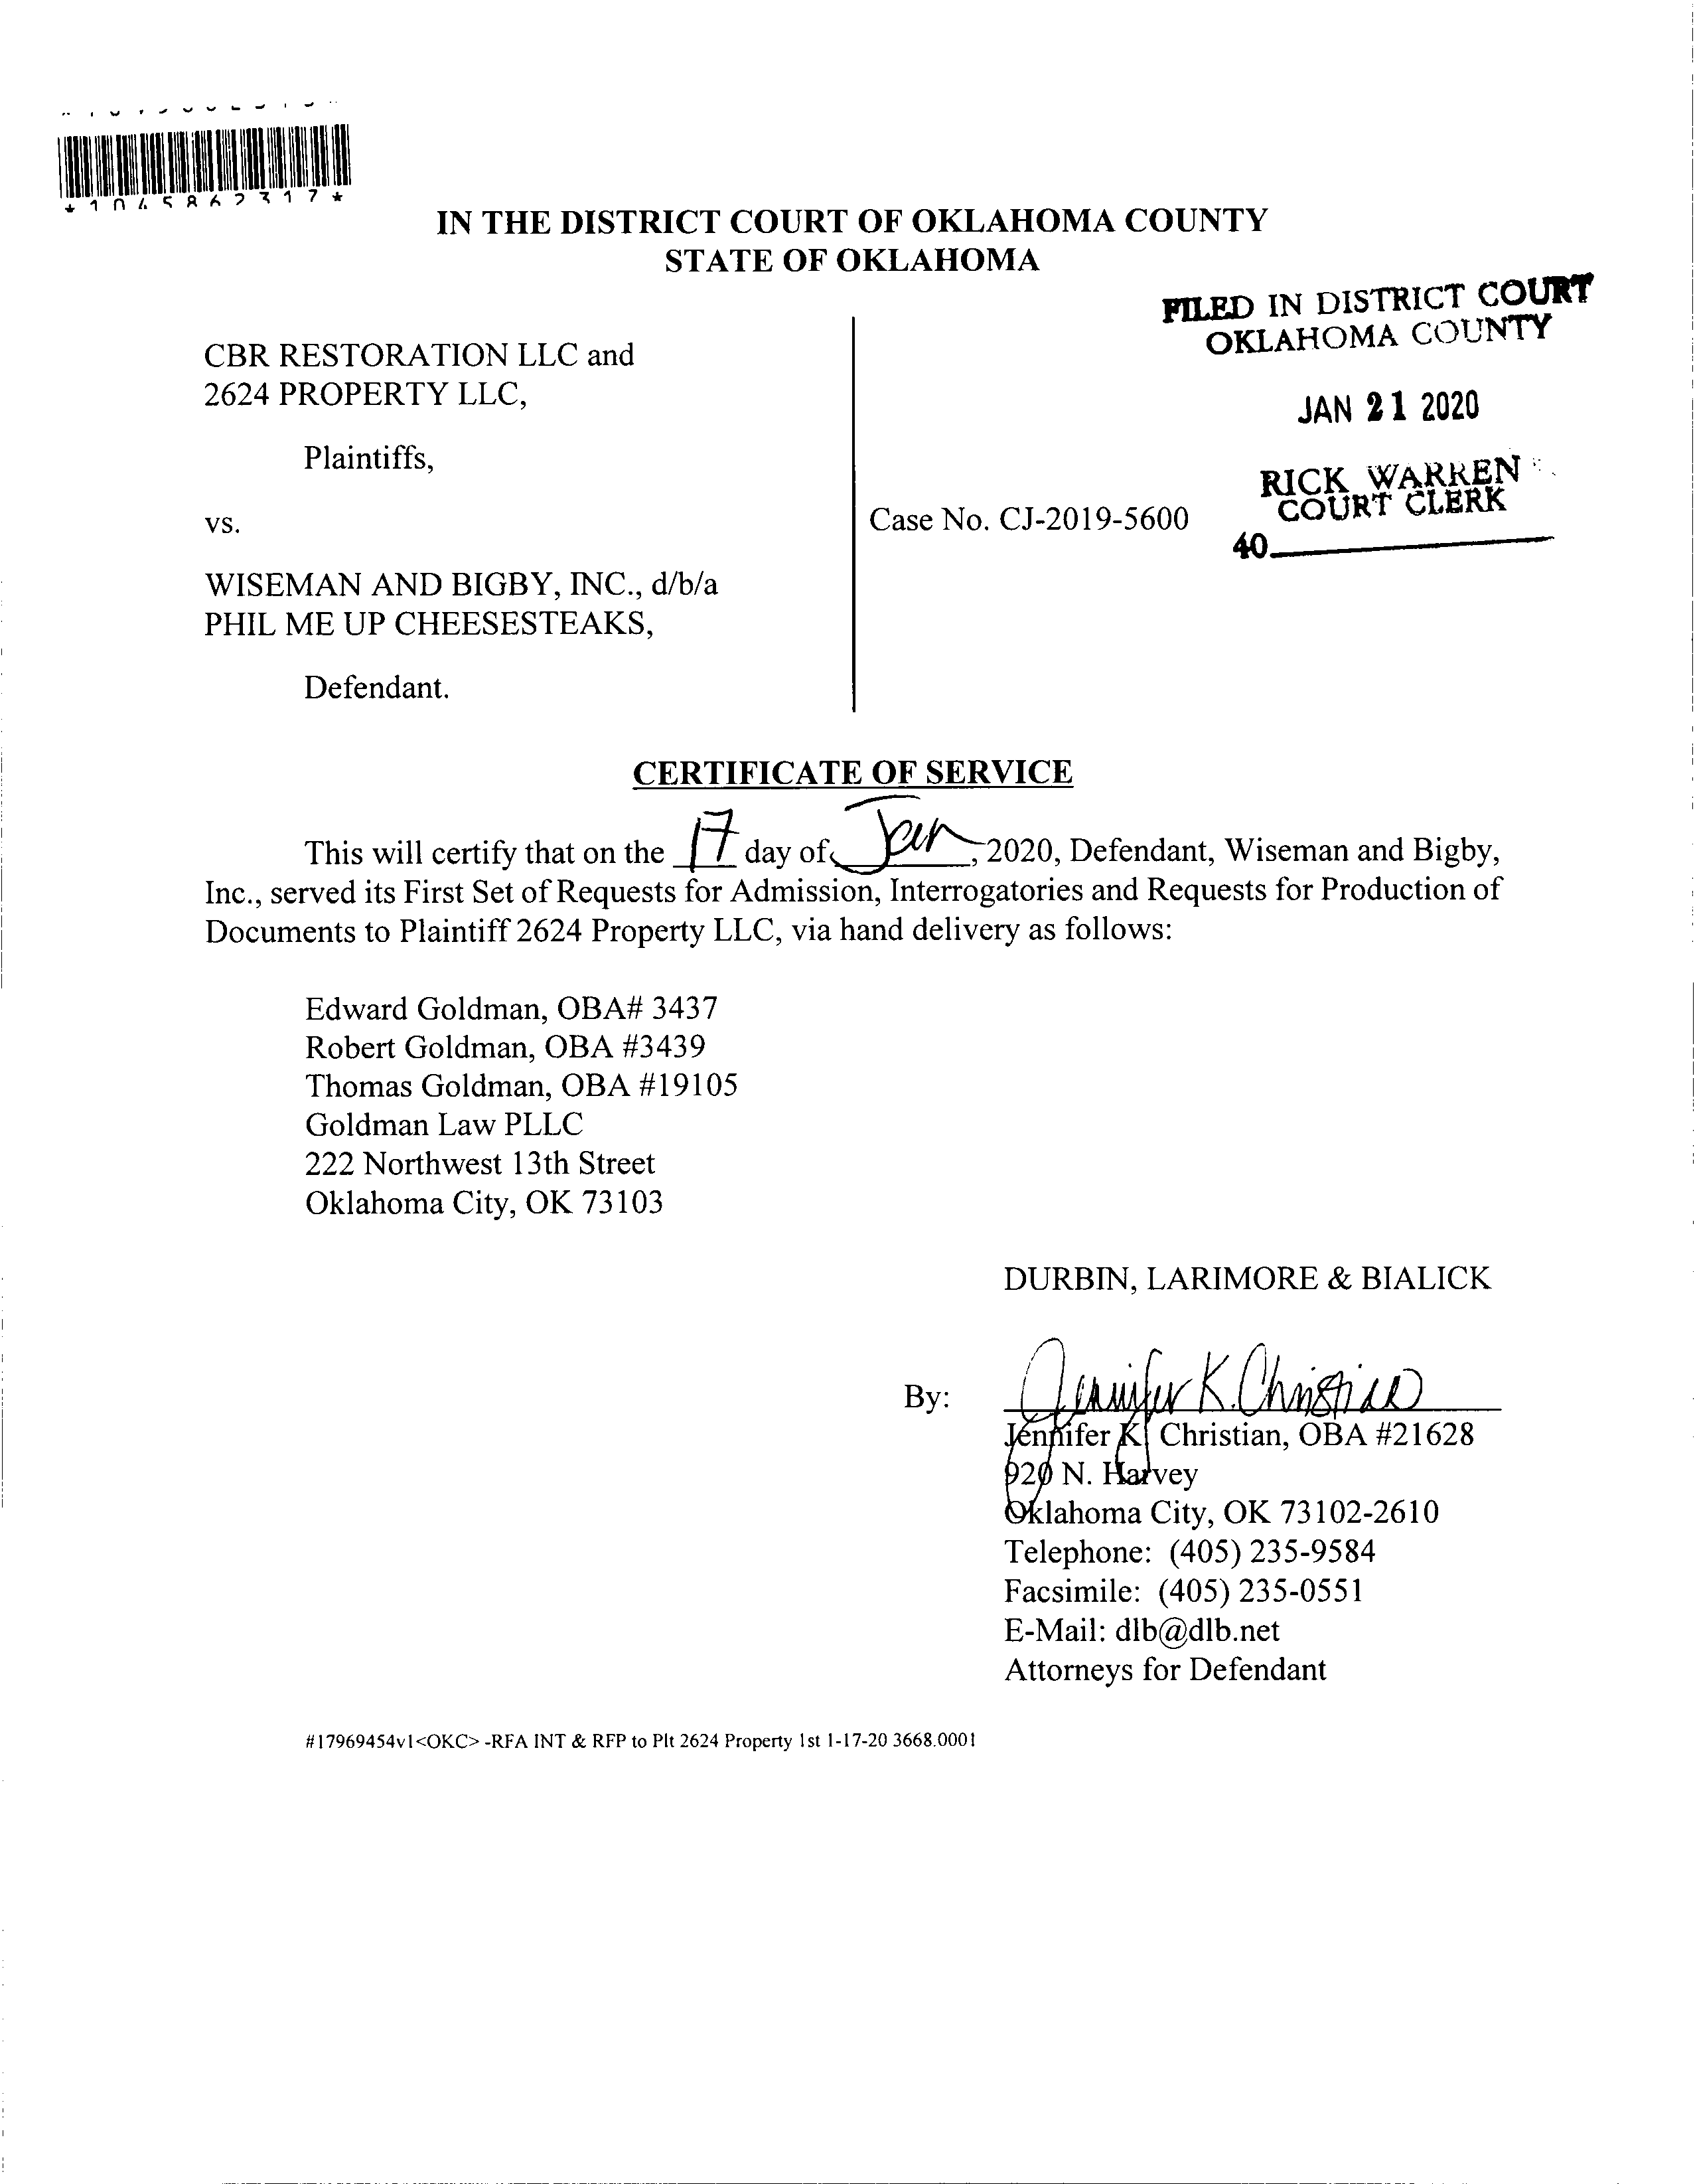 *1045862317*
IN THE DISTRICT COURT OF OKLAHOMA COUNTY
STATE OF OKLAHOMA
FILED IN DISTRICT COURT
OKLAHOMA COUNTY
JAN 21 2020
RICK WARREN
COURT CLERK
40
CBR RESTORATION LLC and
2624 PROPERTY LLC,
Plaintiffs,
vs.
Case No. CJ-2019-5600
WISEMAN AND BIGBY, INC., d/b/a
PHIL ME UP CHEESESTEAKS,
Defendant.
CERTIFICATE OF SERVICE
This will certify that on the 17 day of Jan, 2020, Defendant, Wiseman and Bigby,
Inc., served its First Set of Requests for Admission, Interrogatories and Requests for Production of
Documents to Plaintiff 2624 Property LLC, via hand delivery as follows:
Edward Goldman, OBA# 3437
Robert Goldman, OBA #3439
Thomas Goldman, OBA #19105
Goldman Law PLLC
222 Northwest 13th Street
Oklahoma City, OK 73103
DURBIN, LARIMORE & BIALICK
By: Jennifer K. Christian
Jennifer K. Christian, OBA #21628
920 N. Harvey
Oklahoma City, OK 73102-2610
Telephone: (405) 235-9584
Facsimile: (405) 235-0551
E-Mail: dlb@dlb.net
Attorneys for Defendant
#17969454v1<OKC> -RFA INT & RFP to Plt 2624 Property 1st 1-17-20 3668.0001